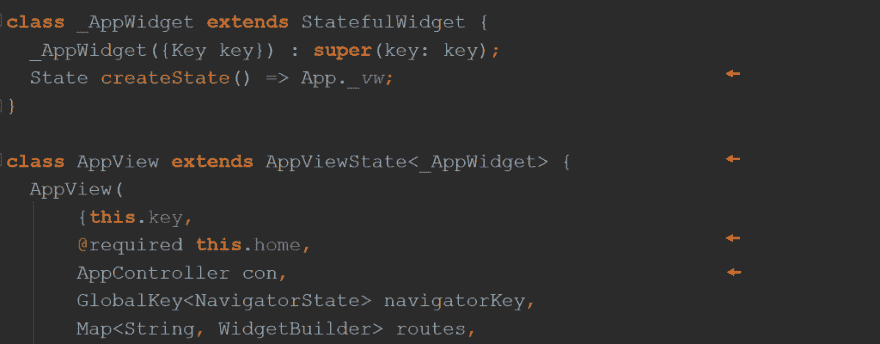 class _AppWidget extends StatefulWidget {
  _AppWidget({Key key}) : super(key: key);
  State createState() => App._vw;
}
class AppView extends AppViewState<_AppWidget> {
  AppView(
      {this.key,
      @required this.home,
      AppController con,
      GlobalKey<NavigatorState> navigatorKey,
      Map<String, WidgetBuilder> routes,